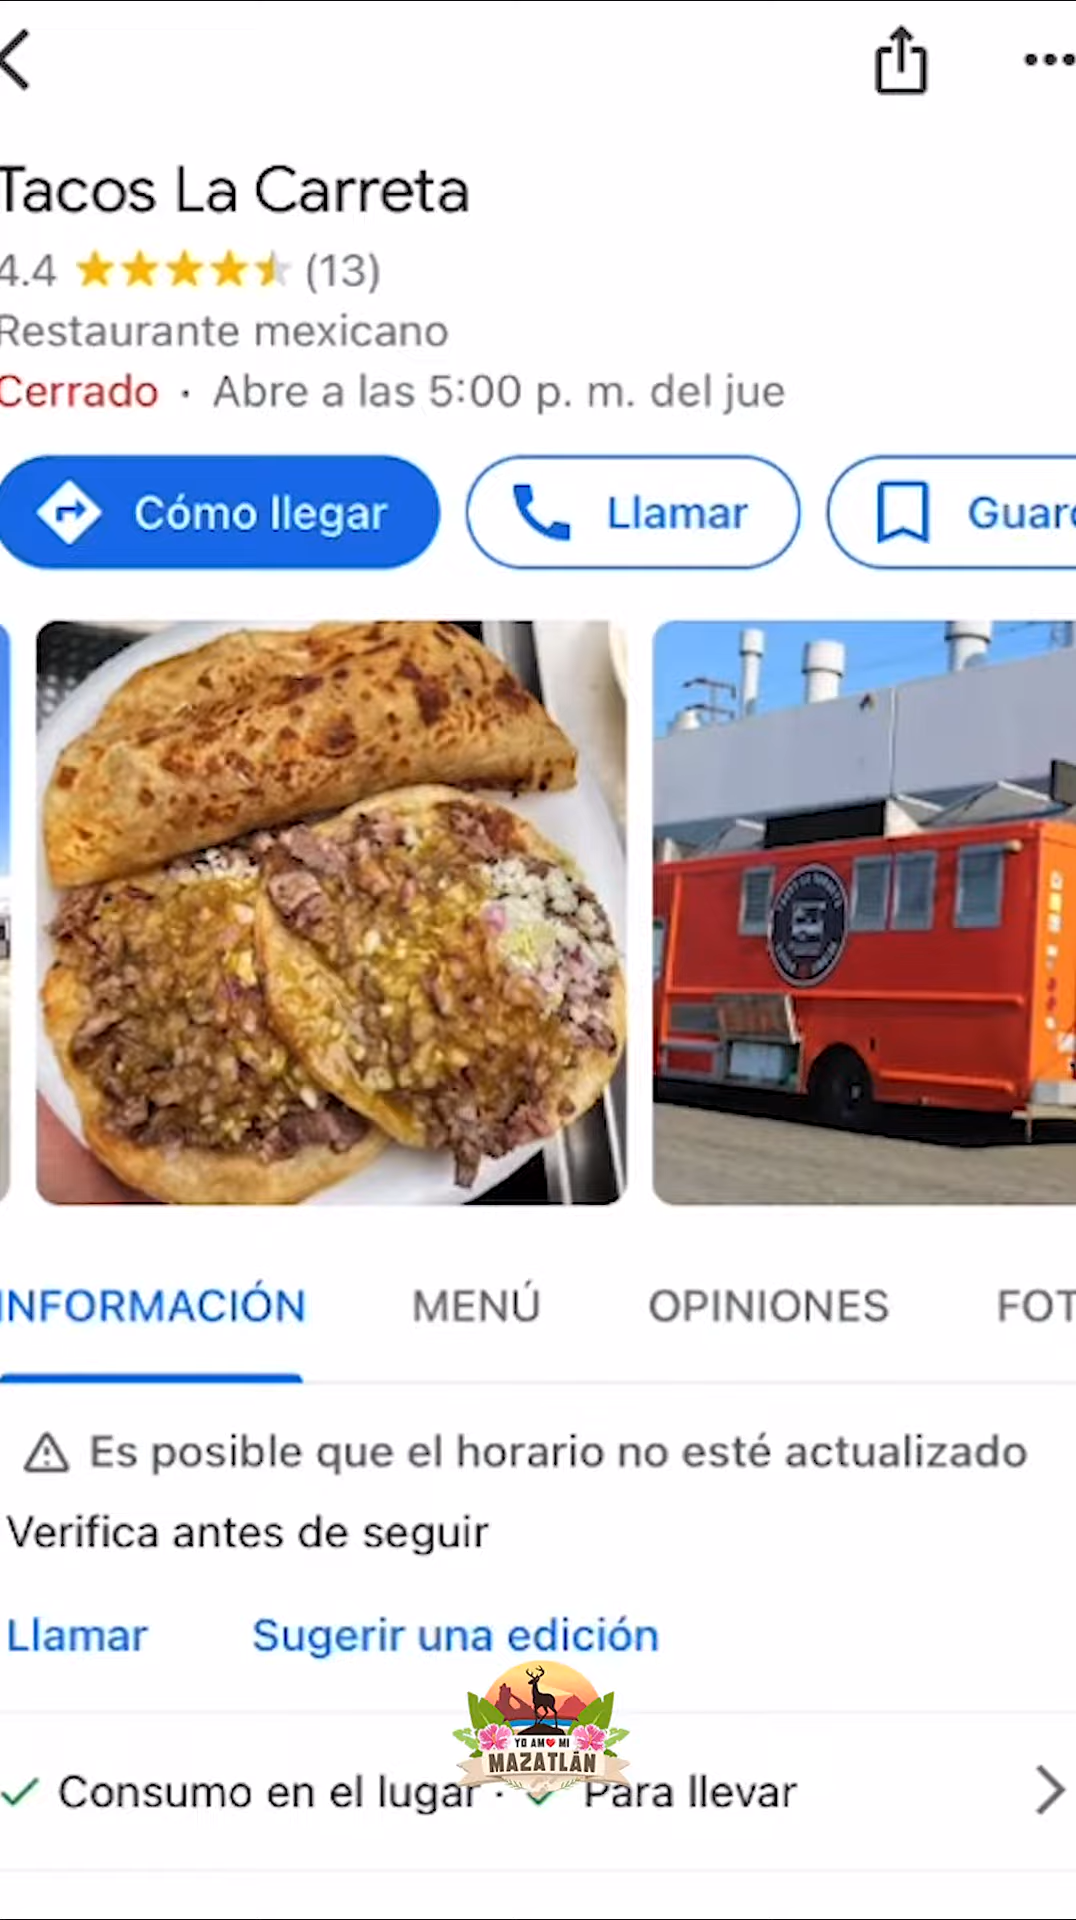 Tacos La Carreta
4.4 (13)
Restaurante mexicano
Cerrado · Abre a las 5:00 p. m. del jue
Cómo llegar
Llamar
INFORMACIÓN
MENÚ
OPINIONES
Es posible que el horario no esté actualizado
Verifica antes de seguir
Llamar
Sugerir una edición
YO AM❤ MI
MAZATLÁN
Consumo en el lugar · Para llevar